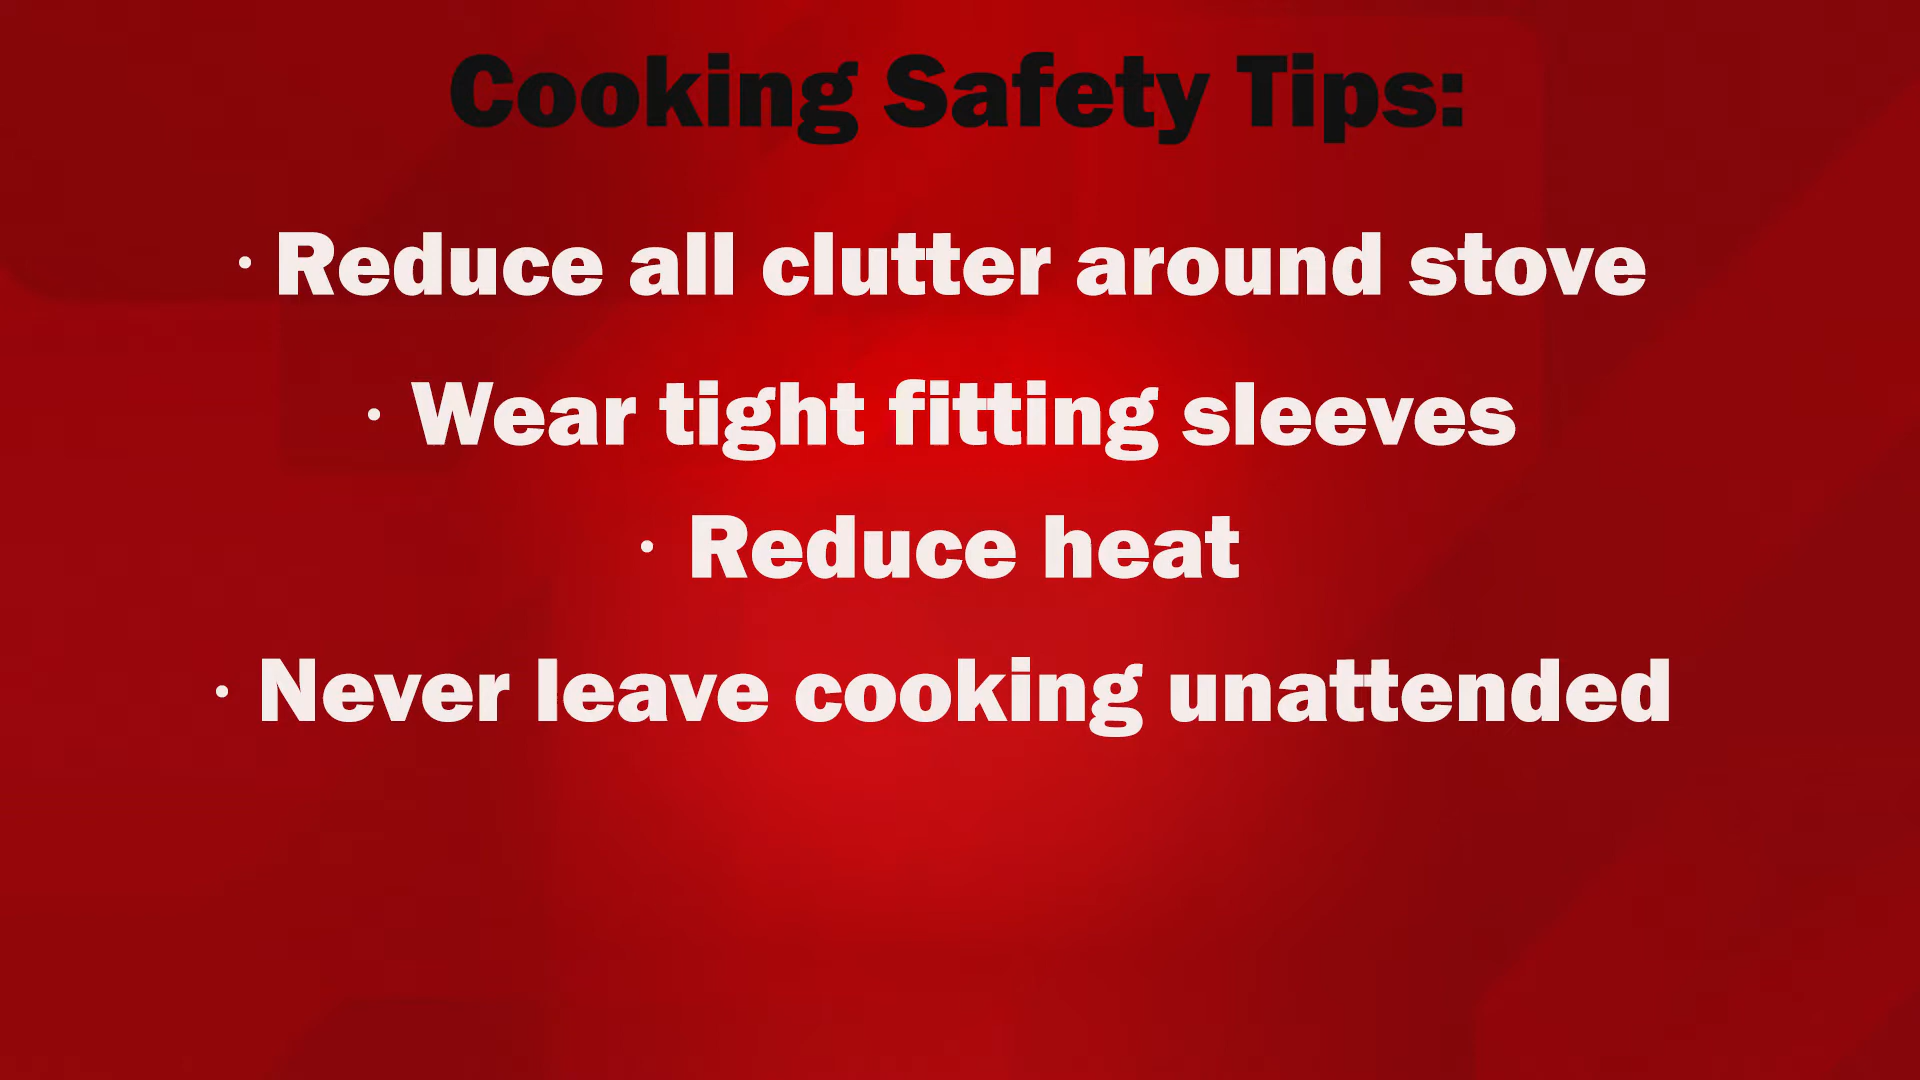 Cooking Safety Tips:
· Reduce all clutter around stove
· Wear tight fitting sleeves
· Reduce heat
· Never leave cooking unattended